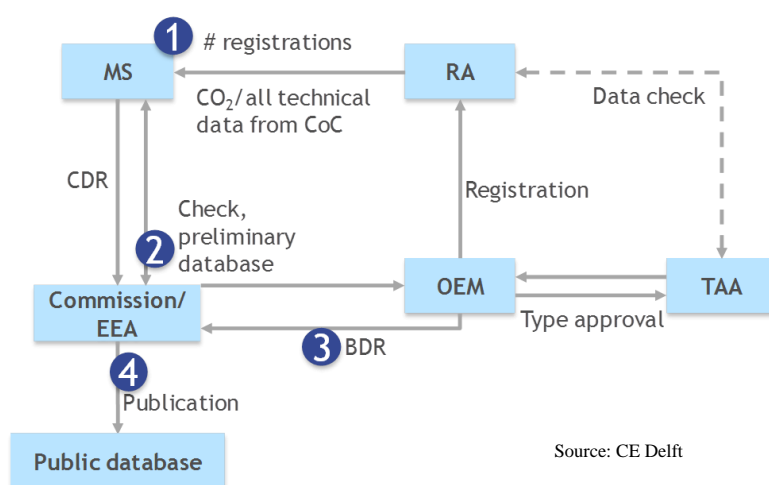 1
# registrations
MS
RA
CO₂/all technical
data from CoC
Data check
CDR
Registration
Check,
preliminary
database
2
Commission/
EEA
OEM
TAA
Type approval
3
BDR
4
Publication
Public database
Source: CE Delft